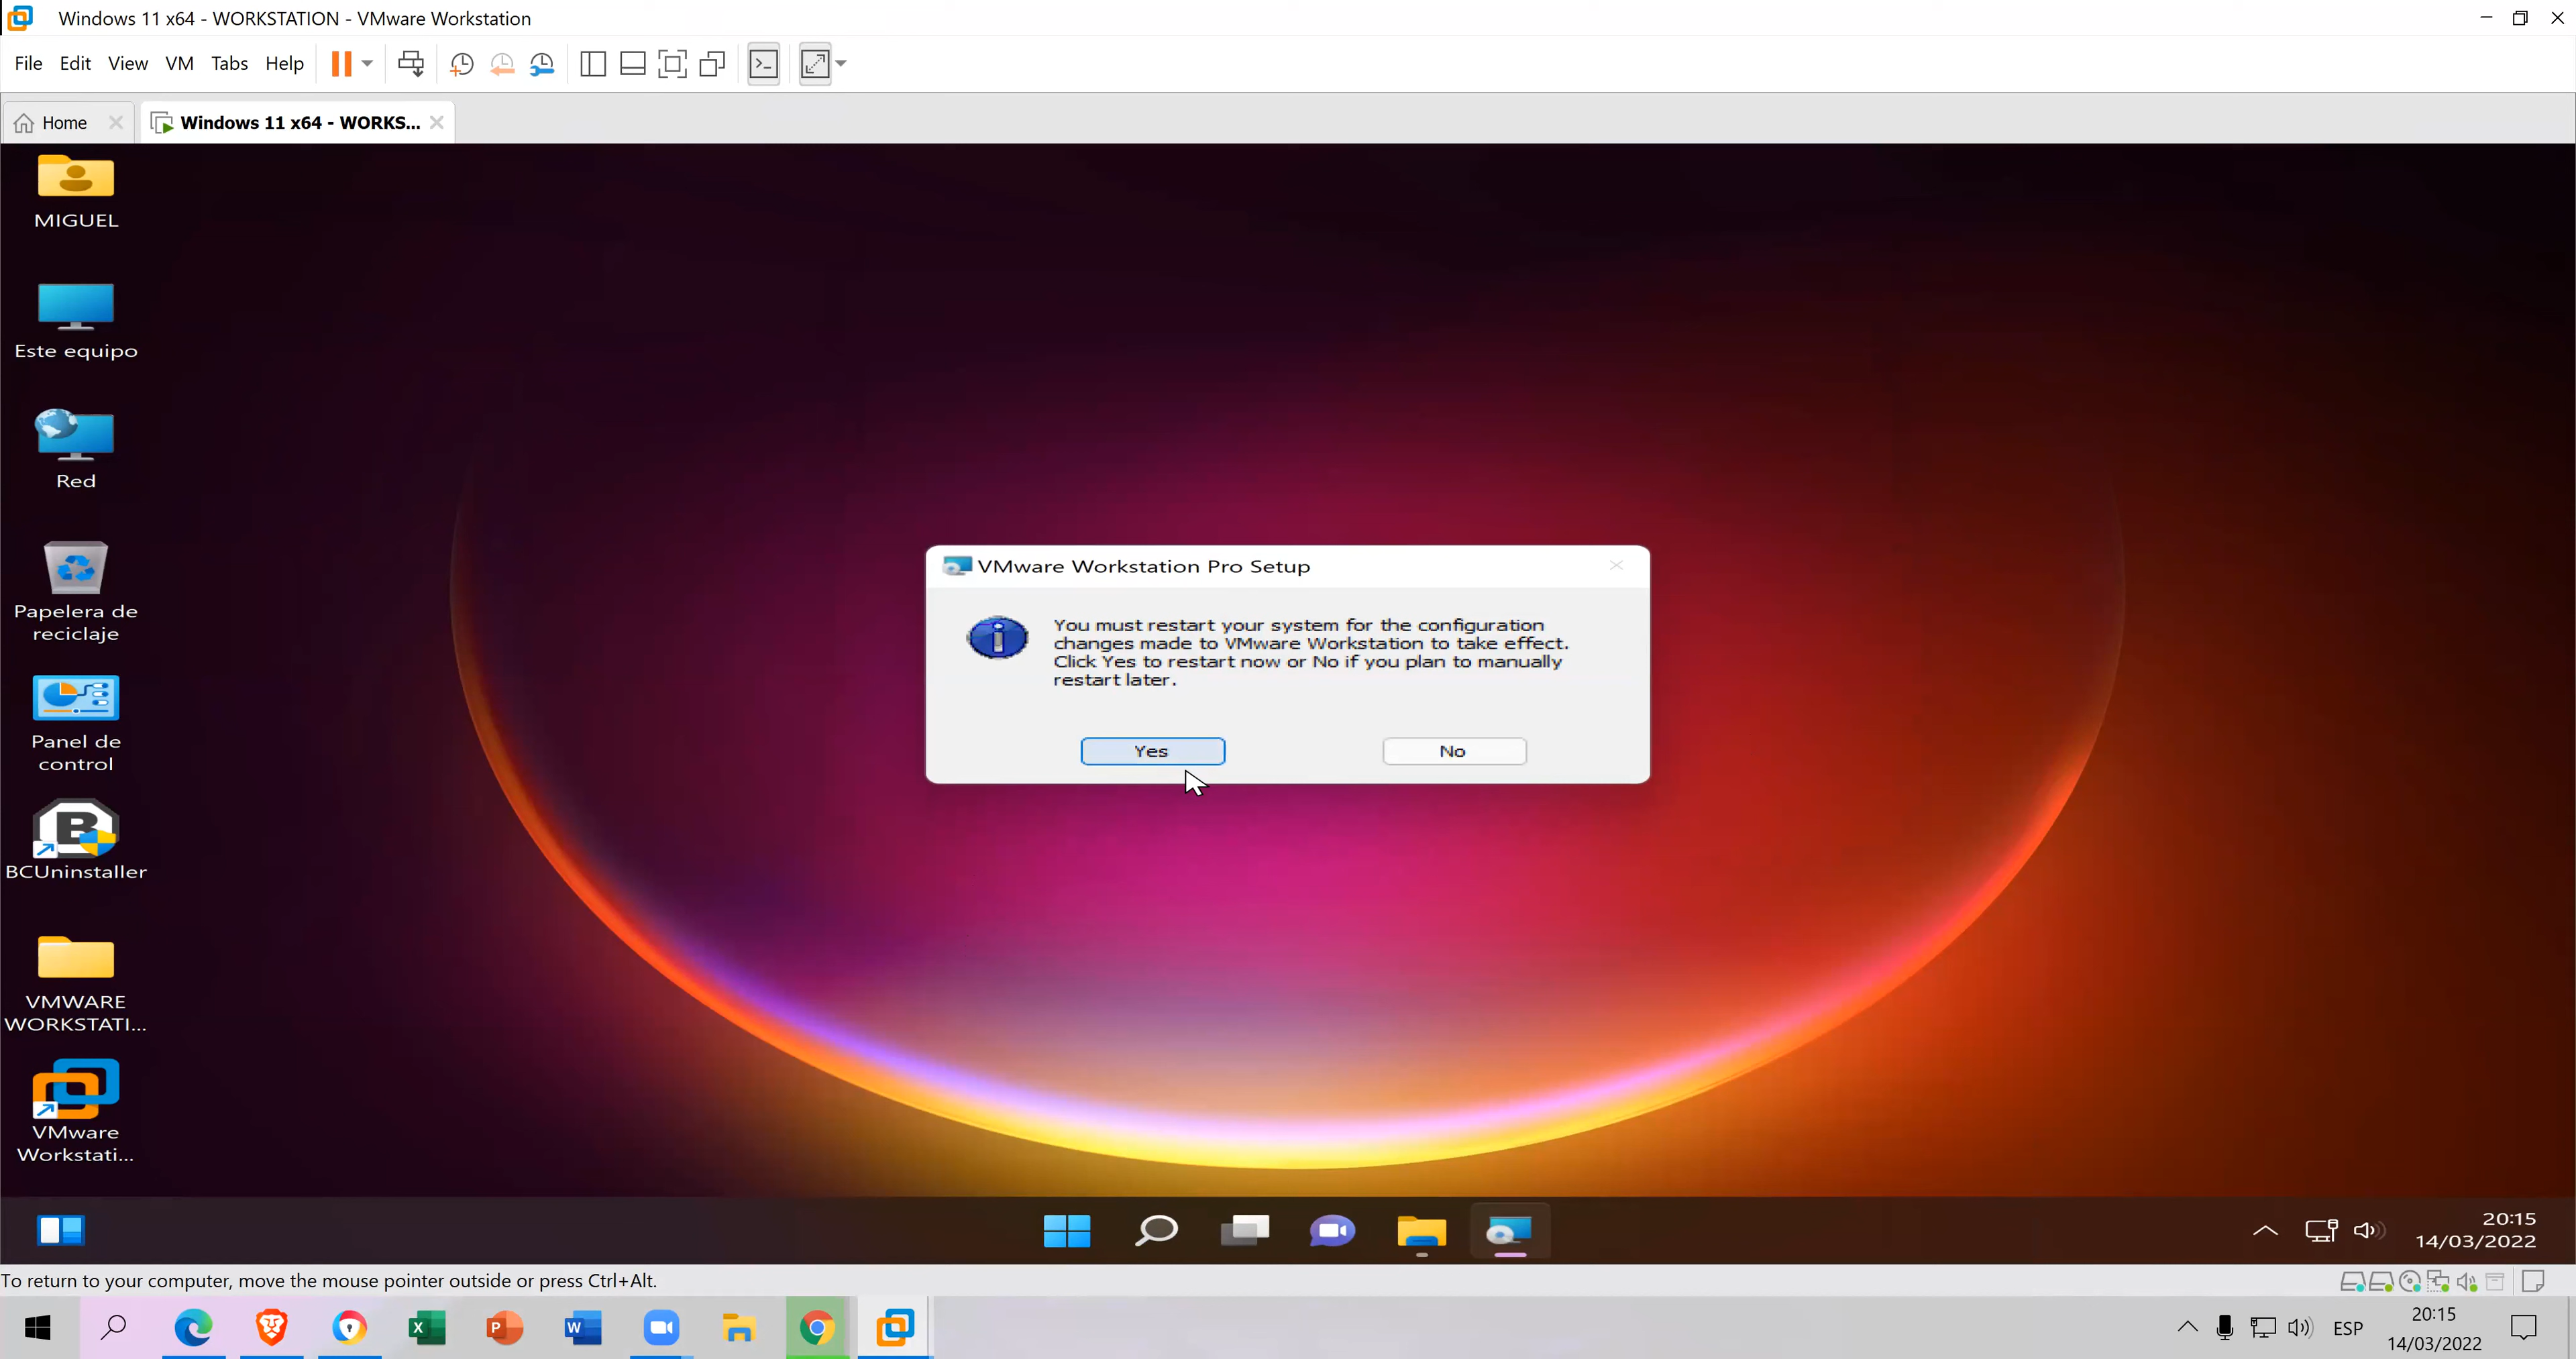 Windows 11 x64 - WORKSTATION - VMware Workstation
File Edit View VM Tabs Help
Home
Windows 11 x64 - WORKS...
MIGUEL
Este equipo
Red
Papelera de
reciclaje
Panel de
control
B
BCUninstaller
VMWARE
WORKSTATI...
VMware
Workstati...
VMware Workstation Pro Setup
You must restart your system for the configuration
changes made to VMware Workstation to take effect.
Click Yes to restart now or No if you plan to manually
restart later.
Yes
No
20:15
14/03/2022
To return to your computer, move the mouse pointer outside or press Ctrl+Alt.
ESP
20:15
14/03/2022